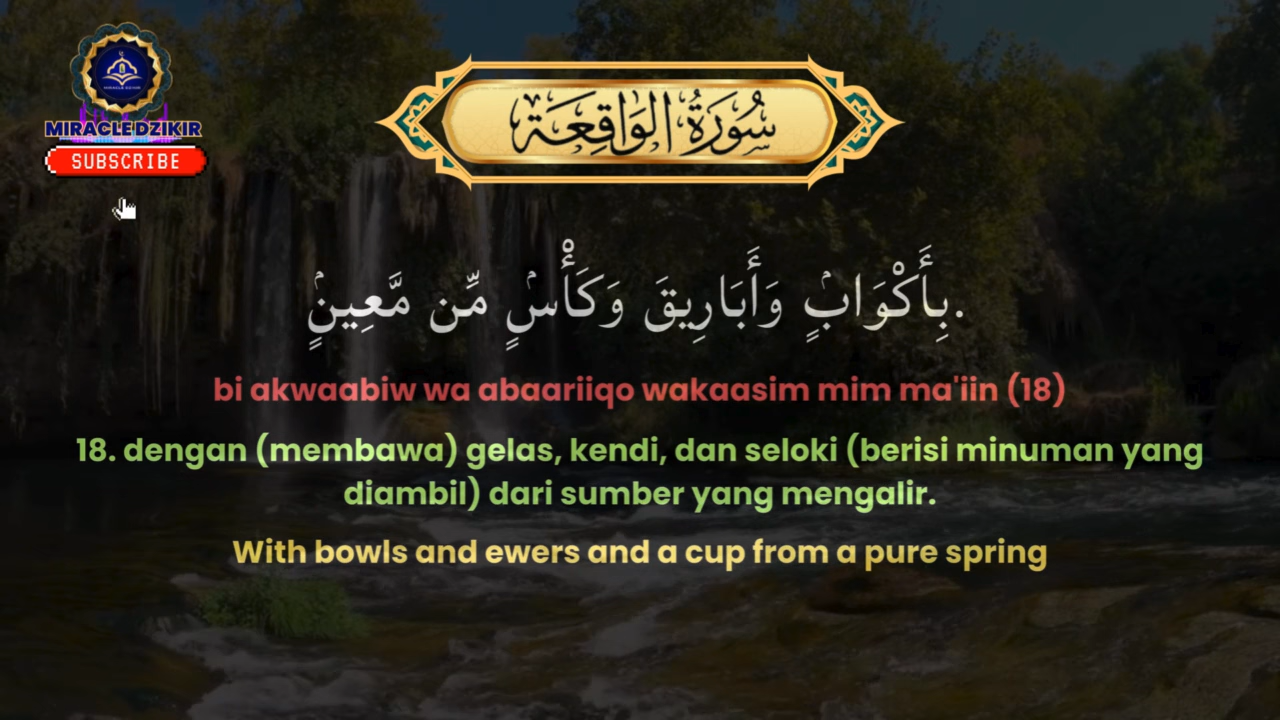 MIRACLE DZIKIR
MIRACLEDZIKIR
SUBSCRIBE
سُورَةُ الوَاقِعَة
بِأَكْوَابٍۢ وَأَبَارِيقَ وَكَأْسٍۢ مِّن مَّعِينٍۢ.
bi akwaabiw wa abaariiqo wakaasim mim ma'iin (18)
18. dengan (membawa) gelas, kendi, dan seloki (berisi minuman yang
diambil) dari sumber yang mengalir.
With bowls and ewers and a cup from a pure spring